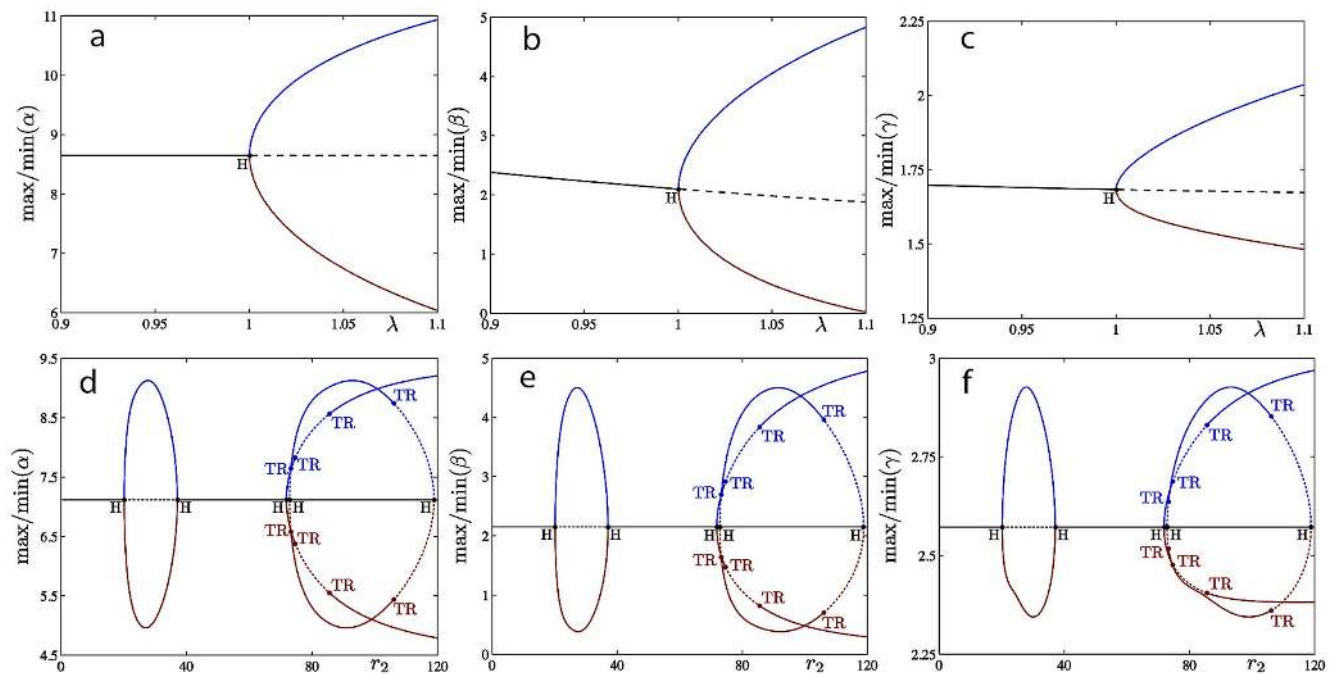 a
11
10
9
8
7
6
max/min(α)
H
0.9
0.95
1
1.05
λ
1.1
b
5
4
3
2
1
0
max/min(β)
H
0.9
0.95
1
1.05
λ
1.1
c
2.25
2
1.75
1.5
1.25
max/min(γ)
H
0.9
0.95
1
1.05
λ
1.1
d
9.5
8.5
7.5
6.5
5.5
4.5
max/min(α)
TR
TR
TR TR
H H H H H
TR
TR
TR
TR
0
40
80
r₂
120
e
5
4
3
2
1
0
max/min(β)
TR
TR
TR
TR
H H H H H
TR TR
TR
TR
0
40
80
r₂
120
f
3
2.75
2.5
2.25
max/min(γ)
TR
TR
TR
TR
H H H H H
TR
TR
TR
TR
0
40
80
r₂
120